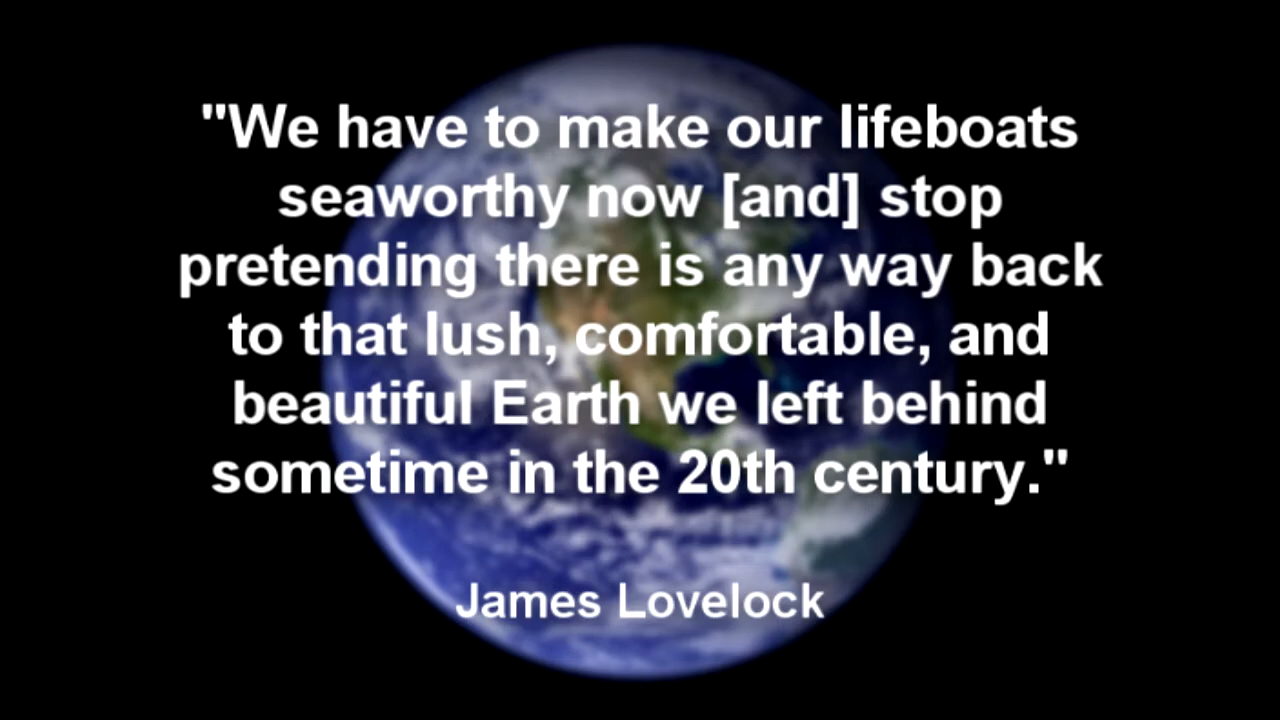 "We have to make our lifeboats
seaworthy now [and] stop
pretending there is any way back
to that lush, comfortable, and
beautiful Earth we left behind
sometime in the 20th century."
James Lovelock